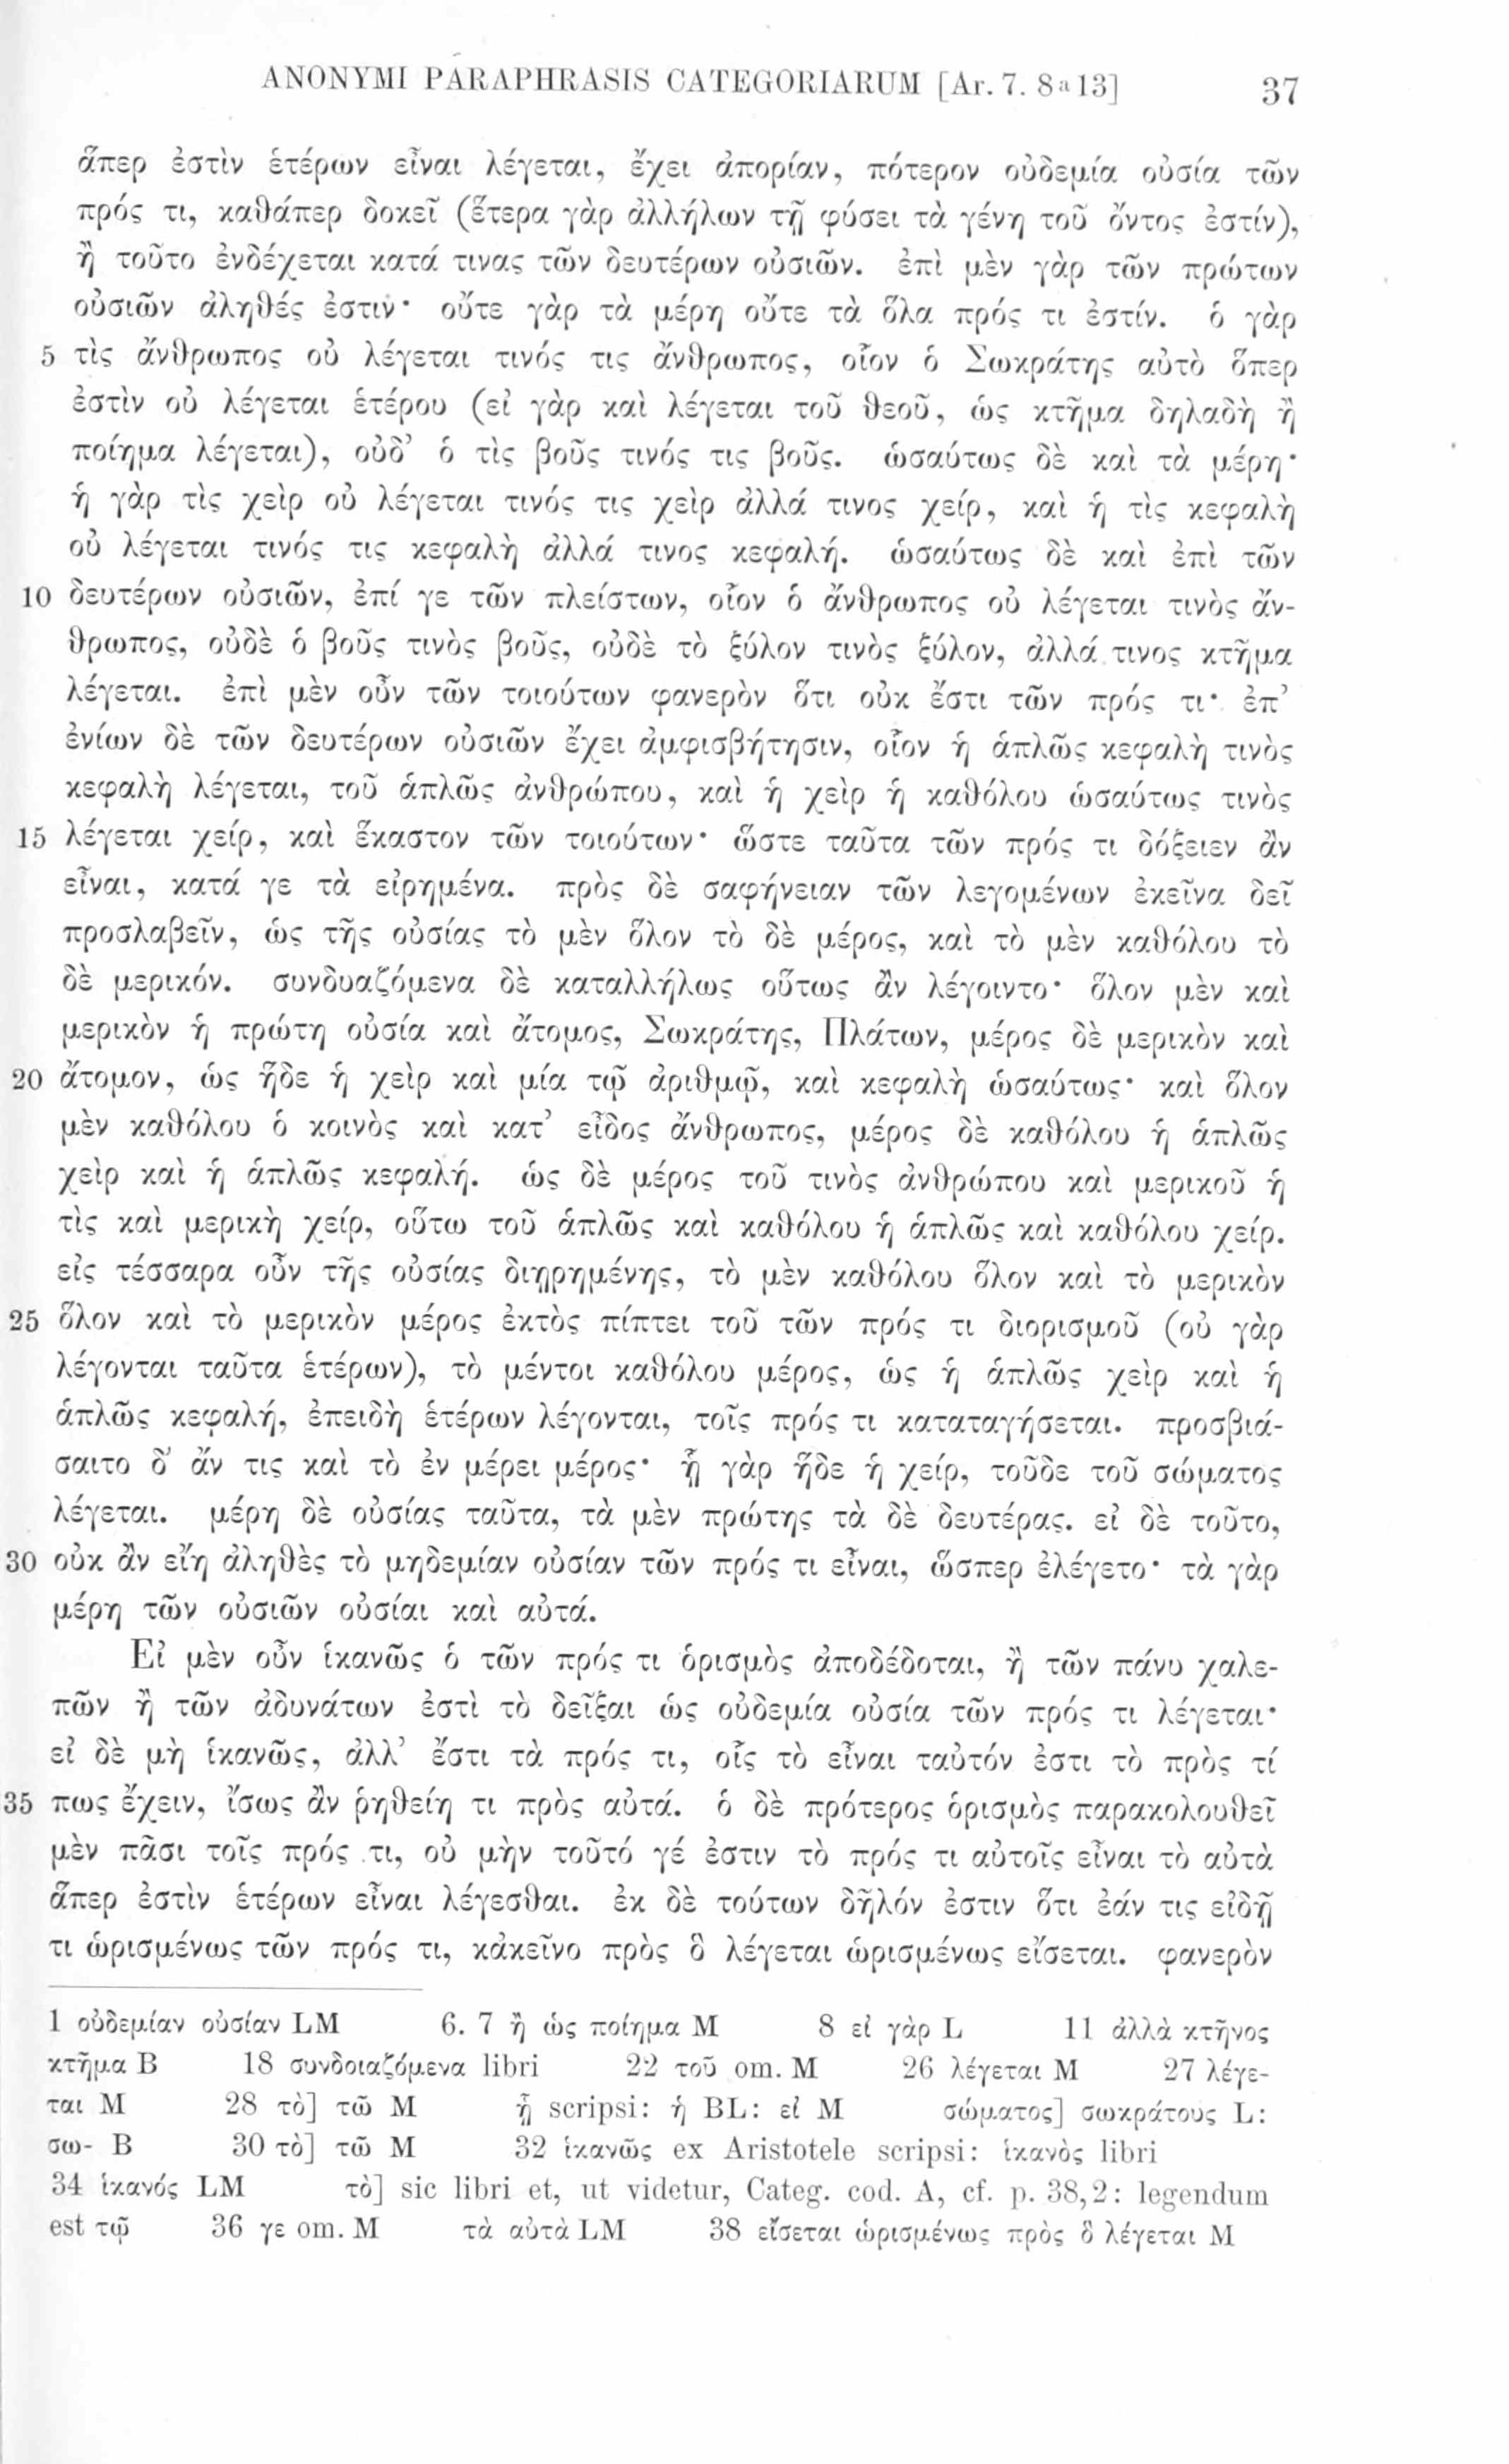 ANONYMI PARAPHRASIS CATEGORIARUM [Ar. 7. 8ᵃ13] 37
ἅπερ ἐστὶν ἑτέρων εἶναι λέγεται, ἔχει ἀπορίαν, πότερον οὐδεμία οὐσία τῶν
πρός τι, καθάπερ δοκεῖ (ἕτερα γὰρ ἀλλήλων τῇ φύσει τὰ γένη τοῦ ὄντος ἐστίν),
ἢ τοῦτο ἐνδέχεται κατά τινας τῶν δευτέρων οὐσιῶν. ἐπὶ μὲν γὰρ τῶν πρώτων
οὐσιῶν ἀληθές ἐστιν· οὔτε γὰρ τὰ μέρη οὔτε τὰ ὅλα πρός τι ἐστίν. ὁ γὰρ
5 τὶς ἄνθρωπος οὐ λέγεται τινός τις ἄνθρωπος, οἷον ὁ Σωκράτης αὐτὸ ὅπερ
ἐστὶν οὐ λέγεται ἑτέρου (εἰ γὰρ καὶ λέγεται τοῦ θεοῦ, ὡς κτῆμα δηλαδὴ ἢ
ποίημα λέγεται), οὐδ’ ὁ τὶς βοῦς τινός τις βοῦς. ὡσαύτως δὲ καὶ τὰ μέρη·
ἡ γὰρ τὶς χεὶρ οὐ λέγεται τινός τις χεὶρ ἀλλά τινος χείρ, καὶ ἡ τὶς κεφαλὴ
οὐ λέγεται τινός τις κεφαλὴ ἀλλά τινος κεφαλή. ὡσαύτως δὲ καὶ ἐπὶ τῶν
10 δευτέρων οὐσιῶν, ἐπί γε τῶν πλείστων, οἷον ὁ ἄνθρωπος οὐ λέγεται τινὸς ἄν-
θρωπος, οὐδὲ ὁ βοῦς τινὸς βοῦς, οὐδὲ τὸ ξύλον τινὸς ξύλον, ἀλλά τινος κτῆμα
λέγεται. ἐπὶ μὲν οὖν τῶν τοιούτων φανερὸν ὅτι οὐκ ἔστι τῶν πρός τι· ἐπ’
ἐνίων δὲ τῶν δευτέρων οὐσιῶν ἔχει ἀμφισβήτησιν, οἷον ἡ ἁπλῶς κεφαλὴ τινὸς
κεφαλὴ λέγεται, τοῦ ἁπλῶς ἀνθρώπου, καὶ ἡ χεὶρ ἡ καθόλου ὡσαύτως τινὸς
15 λέγεται χείρ, καὶ ἕκαστον τῶν τοιούτων· ὥστε ταῦτα τῶν πρός τι δόξειεν ἂν
εἶναι, κατά γε τὰ εἰρημένα. πρὸς δὲ σαφήνειαν τῶν λεγομένων ἐκεῖνα δεῖ
προσλαβεῖν, ὡς τῆς οὐσίας τὸ μὲν ὅλον τὸ δὲ μέρος, καὶ τὸ μὲν καθόλου τὸ
δὲ μερικόν. συνδυαζόμενα δὲ καταλλήλως οὕτως ἂν λέγοιντο· ὅλον μὲν καὶ
μερικὸν ἡ πρώτη οὐσία καὶ ἄτομος, Σωκράτης, Πλάτων, μέρος δὲ μερικὸν καὶ
20 ἄτομον, ὡς ἥδε ἡ χεὶρ καὶ μία τῷ ἀριθμῷ, καὶ κεφαλὴ ὡσαύτως· καὶ ὅλον
μὲν καθόλου ὁ κοινὸς καὶ κατ’ εἶδος ἄνθρωπος, μέρος δὲ καθόλου ἡ ἁπλῶς
χεὶρ καὶ ἡ ἁπλῶς κεφαλή. ὡς δὲ μέρος τοῦ τινὸς ἀνθρώπου καὶ μερικοῦ ἡ
τὶς καὶ μερικὴ χείρ, οὕτω τοῦ ἁπλῶς καὶ καθόλου ἡ ἁπλῶς καὶ καθόλου χείρ.
εἰς τέσσαρα οὖν τῆς οὐσίας διῃρημένης, τὸ μὲν καθόλου ὅλον καὶ τὸ μερικὸν
25 ὅλον καὶ τὸ μερικὸν μέρος ἐκτὸς πίπτει τοῦ τῶν πρός τι διορισμοῦ (οὐ γὰρ
λέγονται ταῦτα ἑτέρων), τὸ μέντοι καθόλου μέρος, ὡς ἡ ἁπλῶς χεὶρ καὶ ἡ
ἁπλῶς κεφαλή, ἐπειδὴ ἑτέρων λέγονται, τοῖς πρός τι καταταγήσεται. προσβιά-
σαιτο δ’ ἄν τις καὶ τὸ ἐν μέρει μέρος· ᾗ γὰρ ἥδε ἡ χείρ, τοῦδε τοῦ σώματος
λέγεται. μέρη δὲ οὐσίας ταῦτα, τὰ μὲν πρώτης τὰ δὲ δευτέρας. εἰ δὲ τοῦτο,
30 οὐκ ἂν εἴη ἀληθὲς τὸ μηδεμίαν οὐσίαν τῶν πρός τι εἶναι, ὥσπερ ἐλέγετο· τὰ γὰρ
μέρη τῶν οὐσιῶν οὐσίαι καὶ αὐτά.
Εἰ μὲν οὖν ἱκανῶς ὁ τῶν πρός τι ὁρισμὸς ἀποδέδοται, ἢ τῶν πάνυ χαλε-
πῶν ἢ τῶν ἀδυνάτων ἐστὶ τὸ δεῖξαι ὡς οὐδεμία οὐσία τῶν πρός τι λέγεται·
εἰ δὲ μὴ ἱκανῶς, ἀλλ’ ἔστι τὰ πρός τι, οἷς τὸ εἶναι ταὐτόν ἐστι τὸ πρὸς τί
35 πως ἔχειν, ἴσως ἂν ῥηθείη τι πρὸς αὐτά. ὁ δὲ πρότερος ὁρισμὸς παρακολουθεῖ
μὲν πᾶσι τοῖς πρός τι, οὐ μὴν τοῦτό γέ ἐστιν τὸ πρός τι αὐτοῖς εἶναι τὸ αὐτὰ
ἅπερ ἐστὶν ἑτέρων εἶναι λέγεσθαι. ἐκ δὲ τούτων δῆλόν ἐστιν ὅτι ἐάν τις εἰδῇ
τι ὡρισμένως τῶν πρός τι, κἀκεῖνο πρὸς ὃ λέγεται ὡρισμένως εἴσεται. φανερὸν
1 οὐδεμίαν οὐσίαν LM 6. 7 ἢ ὡς ποίημα M 8 εἰ γὰρ L 11 ἀλλὰ κτῆνος
κτῆμα B 18 συνδοιαζόμενα libri 22 τοῦ om. M 26 λέγεται M 27 λέγε-
ται M 28 τὸ] τῶ M ᾗ scripsi: ἡ BL: εἰ M σώματος] σωκράτους L:
σω- B 30 τὸ] τῶ M 32 ἱκανῶς ex Aristotele scripsi: ἱκανὸς libri
34 ἱκανός LM τὸ] sic libri et, ut videtur, Categ. cod. A, cf. p. 38,2: legendum
est τῷ 36 γε om. M τὰ αὐτὰ LM 38 εἴσεται ὡρισμένως πρὸς ὃ λέγεται M